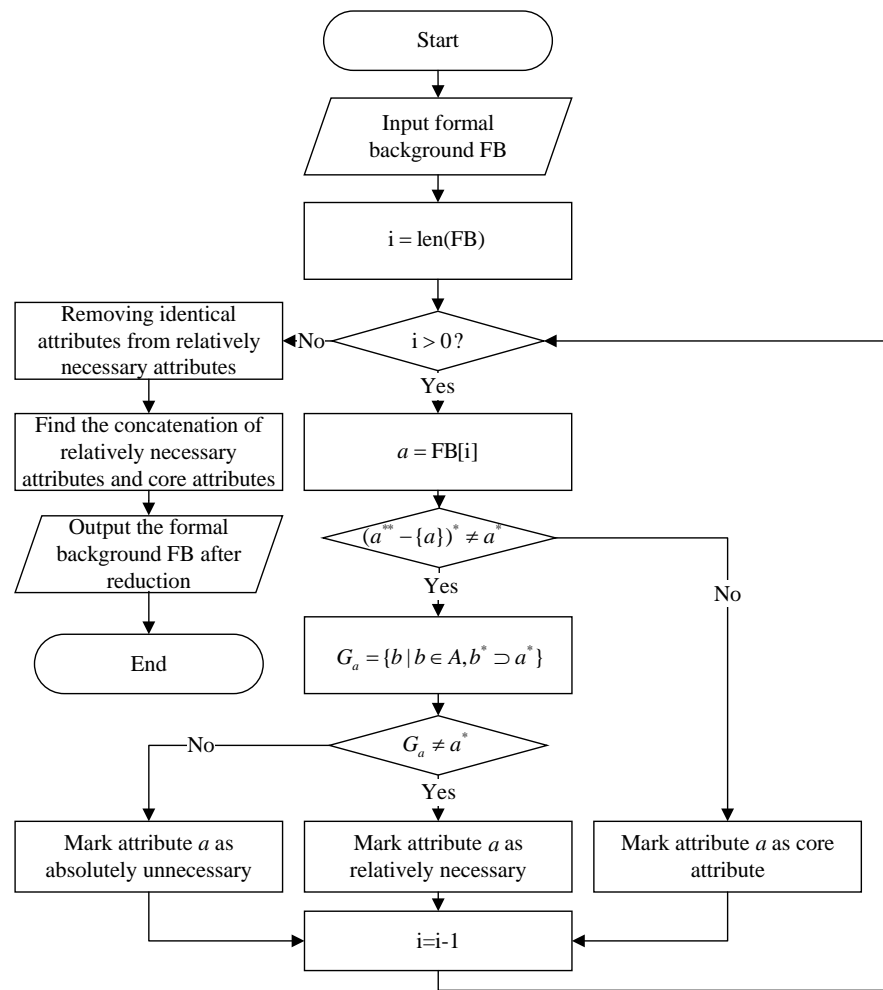 Start
Input formal
background FB
i = len(FB)
i > 0 ?
No
Yes
Removing identical
attributes from relatively
necessary attributes
Find the concatenation of
relatively necessary
attributes and core attributes
Output the formal
background FB after
reduction
End
a = FB[i]
(a** − {a})* ≠ a*
Yes
No
G_a = {b | b ∈ A, b* ⊃ a*}
G_a ≠ a*
No
Yes
Mark attribute a as
absolutely unnecessary
Mark attribute a as
relatively necessary
Mark attribute a as core
attribute
i=i-1